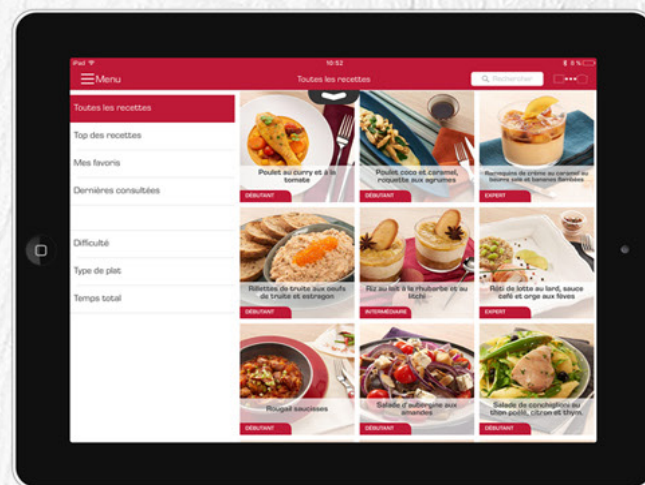 iPad
10:52
8 %
Menu
Toutes les recettes
Rechercher
Toutes les recettes
Top des recettes
Mes favoris
Dernières consultées
Difficulté
Type de plat
Temps total
Poulet au curry et à la
tomate
DÉBUTANT
Poulet coco et caramel,
roquette aux agrumes
DÉBUTANT
Ramequins de crème au caramel au
beurre salé et bananes flambées
EXPERT
Rillettes de truite aux oeufs
de truite et estragon
DÉBUTANT
Riz au lait à la rhubarbe et au
litchi
INTERMÉDIAIRE
Rôti de lotte au lard, sauce
café et orge aux fèves
EXPERT
Rougail saucisses
DÉBUTANT
Salade d'aubergine aux
amandes
DÉBUTANT
Salade de conchiglioni au
thon poêlé, citron et thym.
DÉBUTANT